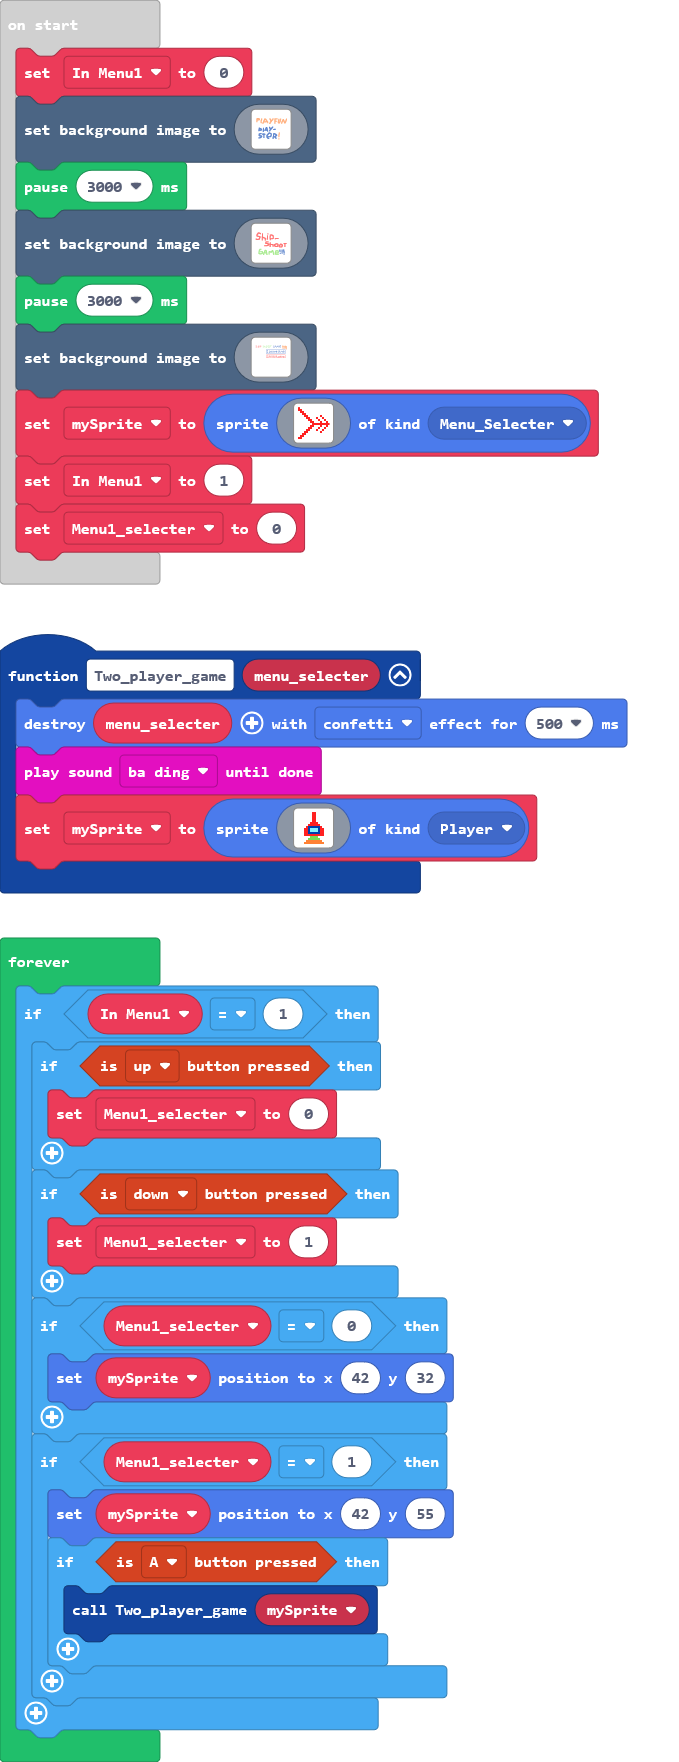 on start
set In Menu1 to 0
set background image to PLAYFUN PLAY- STOR!
pause 3000 ms
set background image to Ship- Shoot GAME
pause 3000 ms
set background image to
set mySprite to sprite of kind Menu_Selecter
set In Menu1 to 1
set Menu1_selecter to 0
function Two_player_game menu_selecter
destroy menu_selecter with confetti effect for 500 ms
play sound ba ding until done
set mySprite to sprite of kind Player
forever
if In Menu1 = 1 then
if is up button pressed then
set Menu1_selecter to 0
if is down button pressed then
set Menu1_selecter to 1
if Menu1_selecter = 0 then
set mySprite position to x 42 y 32
if Menu1_selecter = 1 then
set mySprite position to x 42 y 55
if is A button pressed then
call Two_player_game mySprite